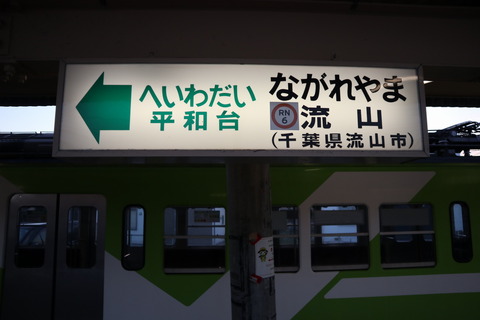 へいわだい
平和台
ながれやま
RN
6
流山
(千葉県流山市)